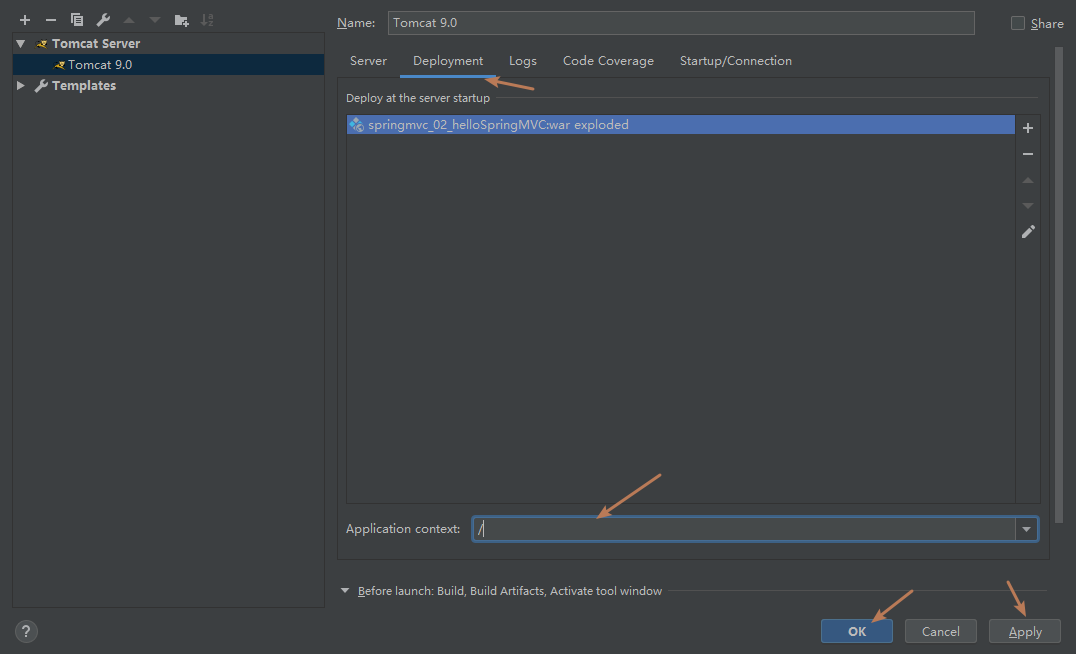 Name: Tomcat 9.0 Share
Tomcat Server
Tomcat 9.0
Templates
Server Deployment Logs Code Coverage Startup/Connection
Deploy at the server startup
springmvc_02_helloSpringMVC:war exploded
Application context: /
Before launch: Build, Build Artifacts, Activate tool window
? OK Cancel Apply